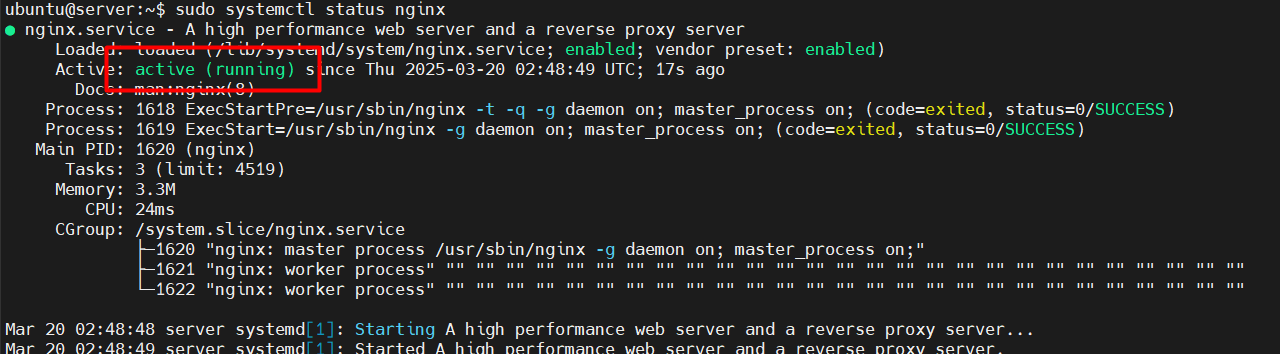 ubuntu@server:~$ sudo systemctl status nginx
● nginx.service - A high performance web server and a reverse proxy server
Loaded: loaded (/lib/systemd/system/nginx.service; enabled; vendor preset: enabled)
Active: active (running) since Thu 2025-03-20 02:48:49 UTC; 17s ago
Docs: man:nginx(8)
Process: 1618 ExecStartPre=/usr/sbin/nginx -t -q -g daemon on; master_process on; (code=exited, status=0/SUCCESS)
Process: 1619 ExecStart=/usr/sbin/nginx -g daemon on; master_process on; (code=exited, status=0/SUCCESS)
Main PID: 1620 (nginx)
Tasks: 3 (limit: 4519)
Memory: 3.3M
CPU: 24ms
CGroup: /system.slice/nginx.service
├─1620 "nginx: master process /usr/sbin/nginx -g daemon on; master_process on;"
├─1621 "nginx: worker process" "" "" "" "" "" "" "" "" "" "" "" "" "" "" "" "" "" "" "" "" "" "" "" "" "" "" ""
└─1622 "nginx: worker process" "" "" "" "" "" "" "" "" "" "" "" "" "" "" "" "" "" "" "" "" "" "" "" "" "" "" ""
Mar 20 02:48:48 server systemd[1]: Starting A high performance web server and a reverse proxy server...
Mar 20 02:48:49 server systemd[1]: Started A high performance web server and a reverse proxy server.